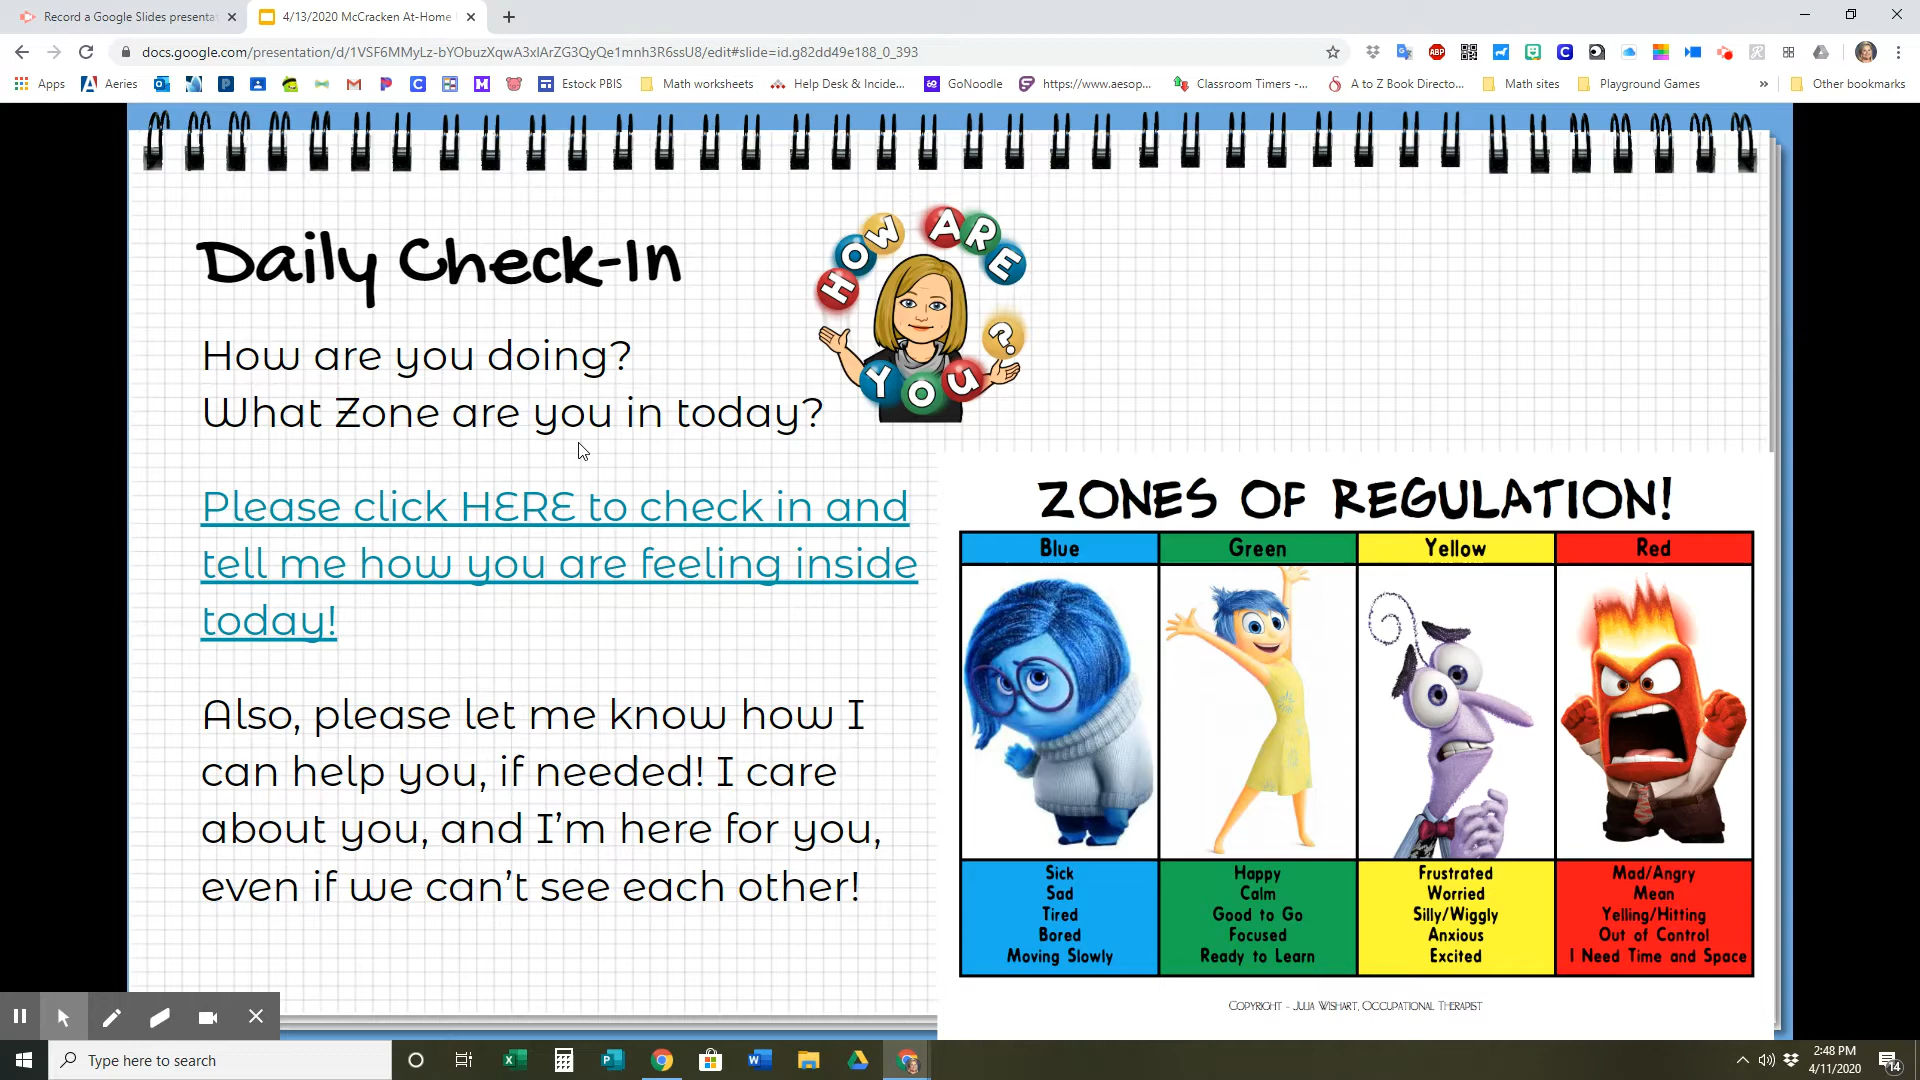 Record a Google Slides presenta
4/13/2020 McCracken At-Home
docs.google.com/presentation/d/1VSF6MMyLz-bYObuzXqwA3xlArZG3QyQe1mnh3R6ssU8/edit#slide=id.g82dd49e188_0_393
Apps
Aeries
Estock PBIS
Math worksheets
Help Desk & Incide...
GoNoodle
https://www.aesop...
Classroom Timers -...
A to Z Book Directo...
Math sites
Playground Games
Other bookmarks
Daily Check-In
HOW ARE
YOU?
How are you doing?
What Zone are you in today?
Please click HERE to check in and
tell me how you are feeling inside
today!
Also, please let me know how I
can help you, if needed! I care
about you, and I'm here for you,
even if we can't see each other!
ZONES OF REGULATION!
Blue Green Yellow Red
Sick Happy Frustrated Mad/Angry
Sad Calm Worried Mean
Tired Good to Go Silly/Wiggly Yelling/Hitting
Bored Focused Anxious Out of Control
Moving Slowly Ready to Learn Excited I Need Time and Space
Copyright - Julia Wishart, Occupational Therapist
Type here to search
2:48 PM
4/11/2020
14